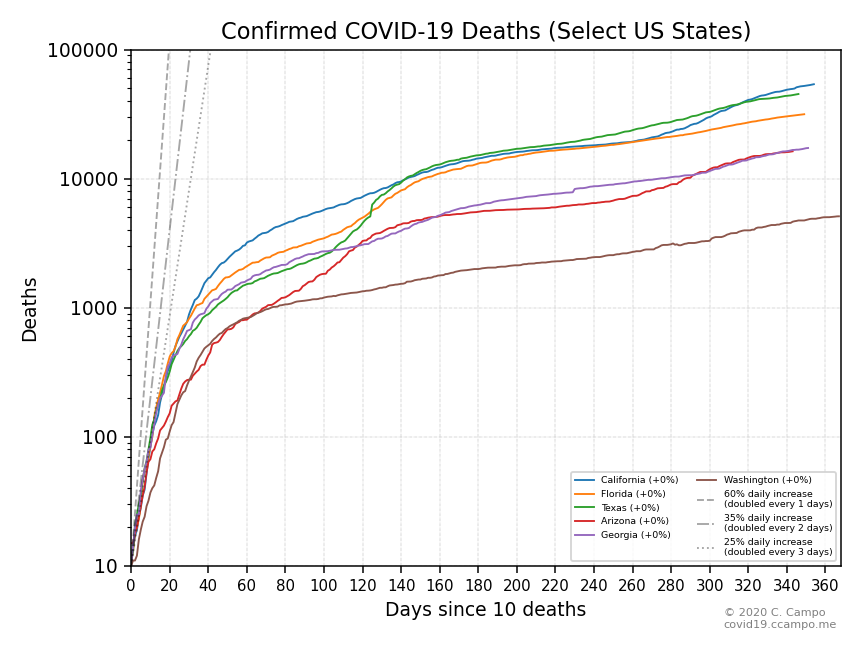 Confirmed COVID-19 Deaths (Select US States)
100000
10000
1000
100
10
Deaths
0 20 40 60 80 100 120 140 160 180 200 220 240 260 280 300 320 340 360
Days since 10 deaths
California (+0%)
Florida (+0%)
Texas (+0%)
Arizona (+0%)
Georgia (+0%)
Washington (+0%)
60% daily increase
(doubled every 1 days)
35% daily increase
(doubled every 2 days)
25% daily increase
(doubled every 3 days)
© 2020 C. Campo
covid19.ccampo.me